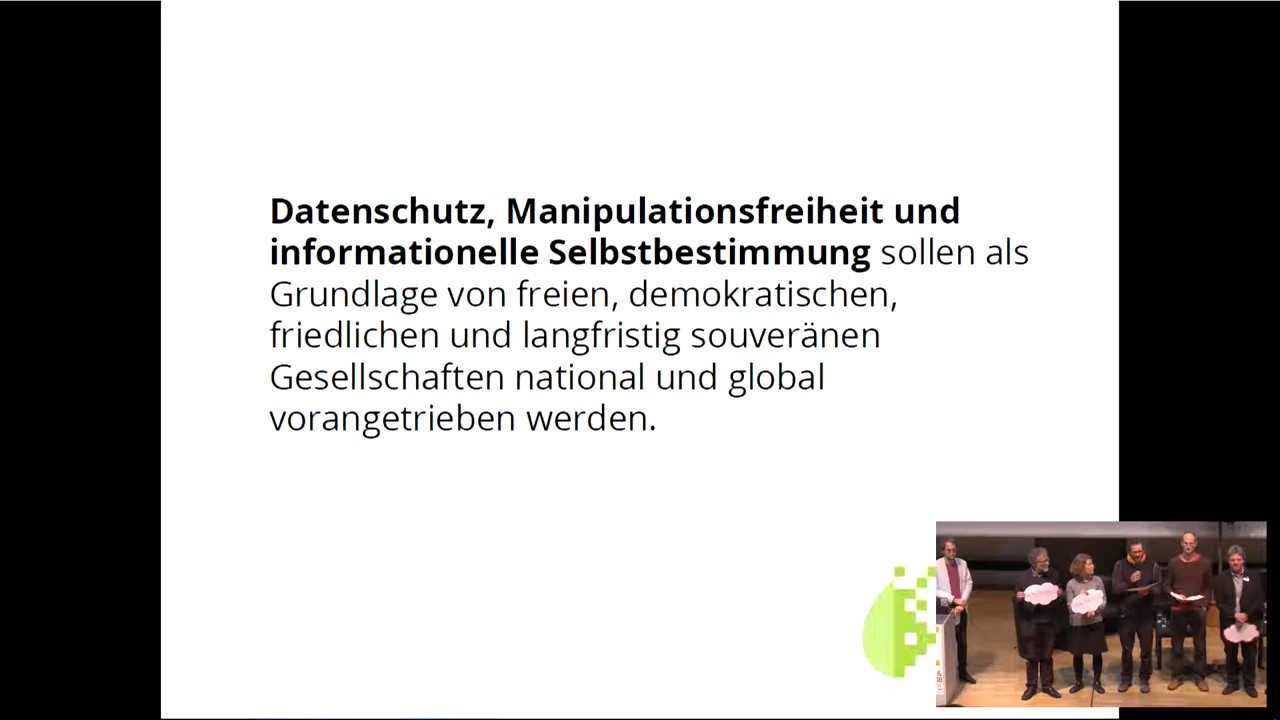 Datenschutz, Manipulationsfreiheit und
informationelle Selbstbestimmung sollen als
Grundlage von freien, demokratischen,
friedlichen und langfristig souveränen
Gesellschaften national und global
vorangetrieben werden.